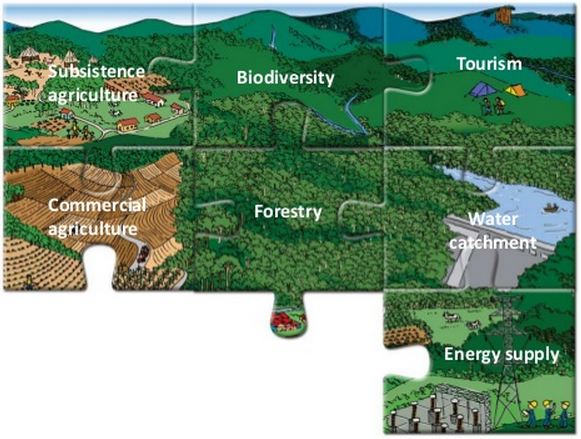 Subsistence
agriculture
Biodiversity
Tourism
Commercial
agriculture
Forestry
Water
catchment
Energy supply